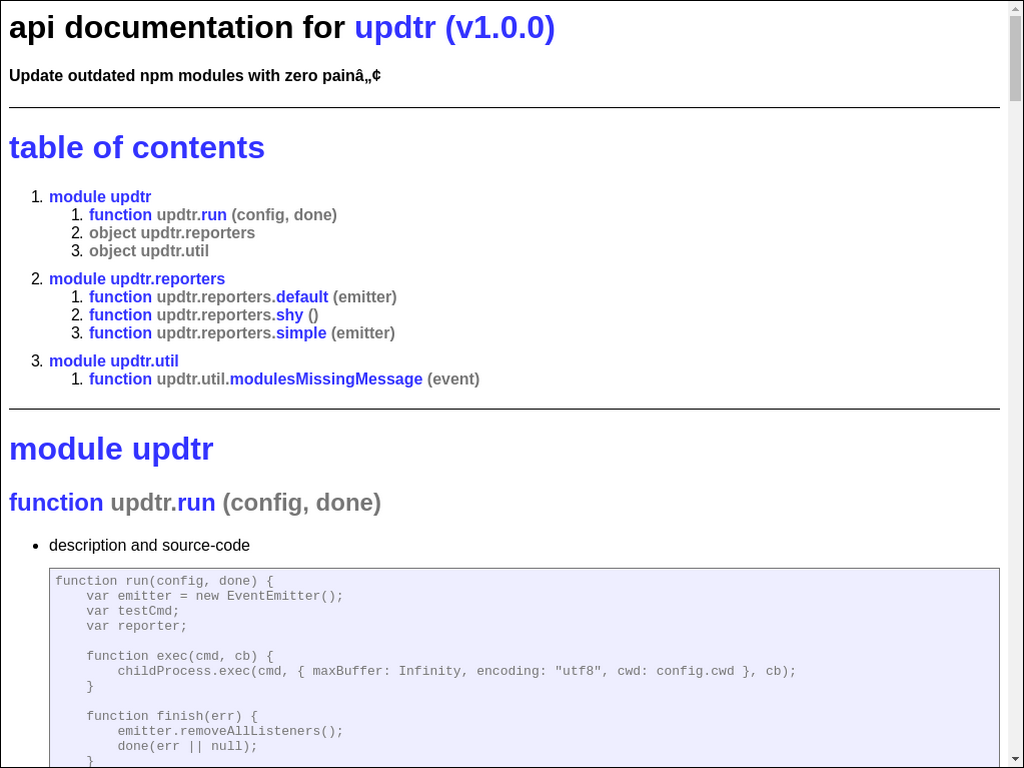 api documentation for updtr (v1.0.0)
Update outdated npm modules with zero painâ„¢
table of contents
1. module updtr
1. function updtr.run (config, done)
2. object updtr.reporters
3. object updtr.util
2. module updtr.reporters
1. function updtr.reporters.default (emitter)
2. function updtr.reporters.shy ()
3. function updtr.reporters.simple (emitter)
3. module updtr.util
1. function updtr.util.modulesMissingMessage (event)
module updtr
function updtr.run (config, done)
• description and source-code
function run(config, done) {
    var emitter = new EventEmitter();
    var testCmd;
    var reporter;
    function exec(cmd, cb) {
        childProcess.exec(cmd, { maxBuffer: Infinity, encoding: "utf8", cwd: config.cwd }, cb);
    }
    function finish(err) {
        emitter.removeAllListeners();
        done(err || null);
    }